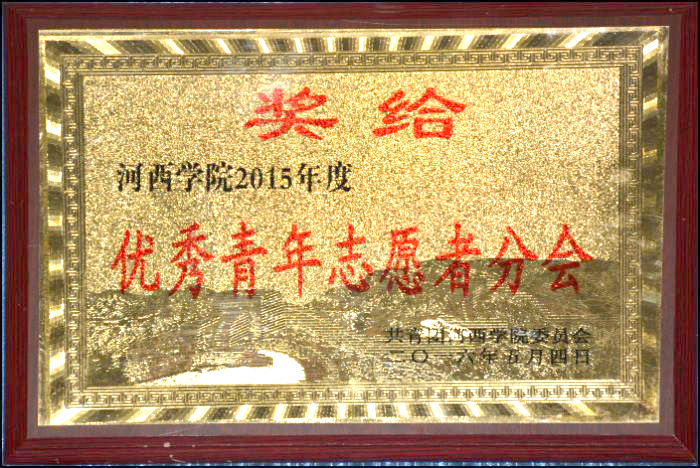 奖给
河西学院2015年度
优秀青年志愿者分会
共青团河西学院委员会
二〇一六年五月四日